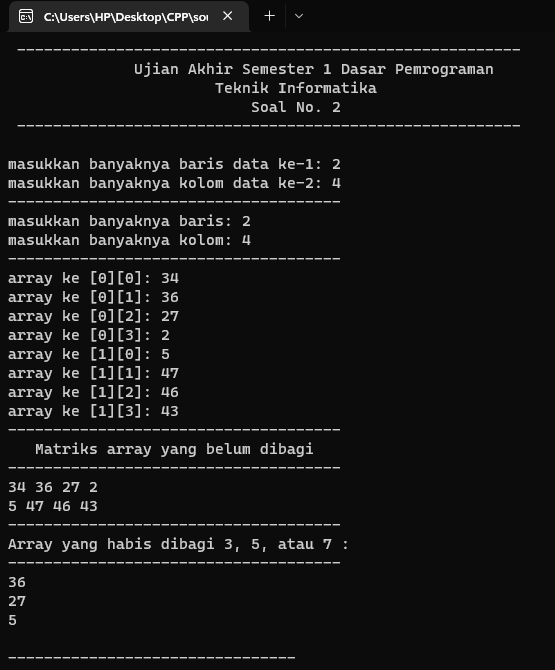 C:\Users\HP\Desktop\CPP\sou
------------------------------------------------------------
Ujian Akhir Semester 1 Dasar Pemrograman
Teknik Informatika
Soal No. 2
------------------------------------------------------------
masukkan banyaknya baris data ke-1: 2
masukkan banyaknya kolom data ke-2: 4
-------------------------------------
masukkan banyaknya baris: 2
masukkan banyaknya kolom: 4
-------------------------------------
array ke [0][0]: 34
array ke [0][1]: 36
array ke [0][2]: 27
array ke [0][3]: 2
array ke [1][0]: 5
array ke [1][1]: 47
array ke [1][2]: 46
array ke [1][3]: 43
-------------------------------------
Matriks array yang belum dibagi
-------------------------------------
34 36 27 2
5 47 46 43
-------------------------------------
Array yang habis dibagi 3, 5, atau 7 :
-------------------------------------
36
27
5
--------------------------------